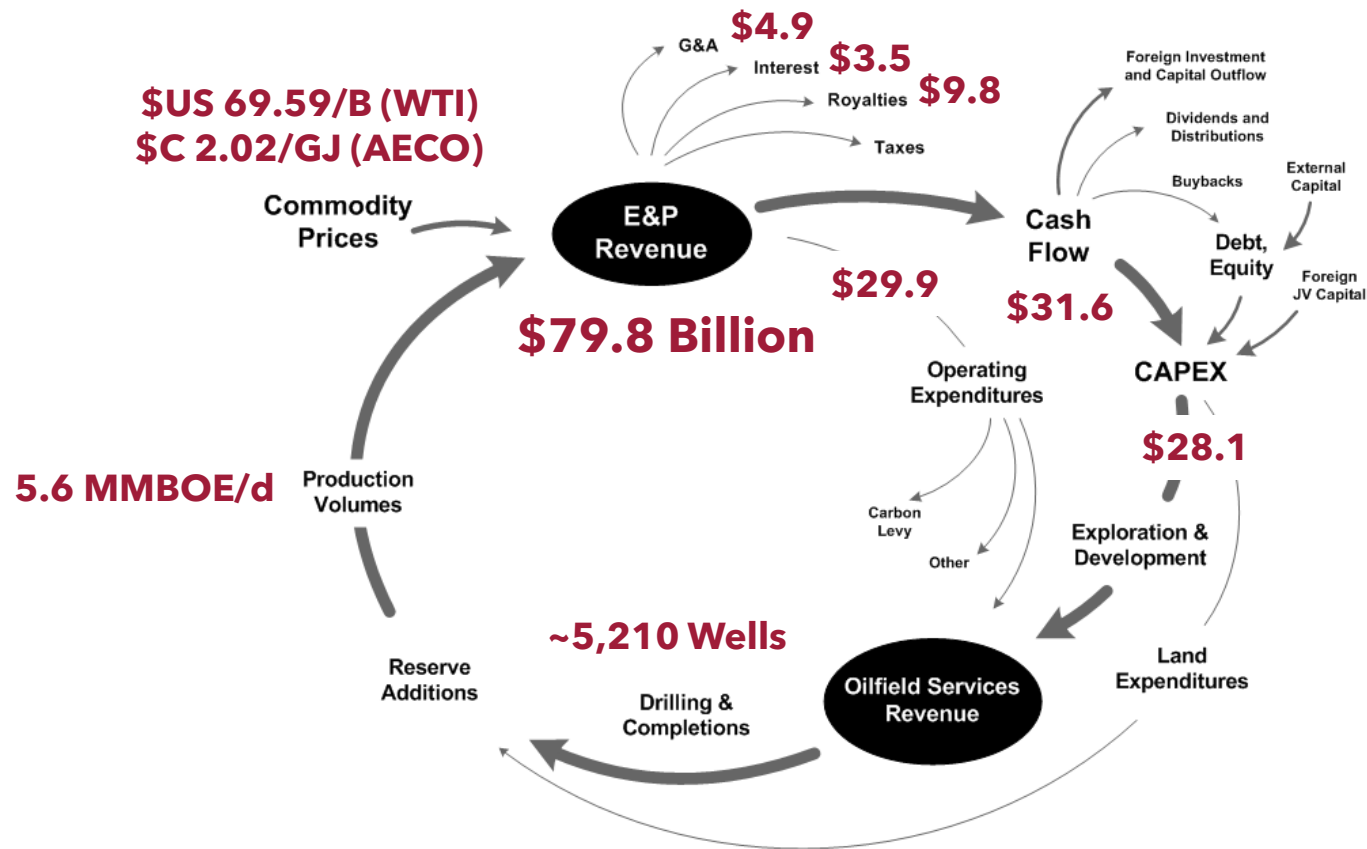 G&A $4.9
Interest $3.5
Royalties $9.8
Taxes
$US 69.59/B (WTI)
$C 2.02/GJ (AECO)
Commodity
Prices
E&P
Revenue
$79.8 Billion
Foreign Investment
and Capital Outflow
Dividends and
Distributions
Buybacks
External
Capital
Cash
Flow
$31.6
Debt,
Equity
Foreign
JV Capital
$29.9
Operating
Expenditures
CAPEX
$28.1
Carbon
Levy
Other
Exploration &
Development
Land
Expenditures
Oilfield Services
Revenue
~5,210 Wells
Drilling &
Completions
Reserve
Additions
5.6 MMBOE/d
Production
Volumes